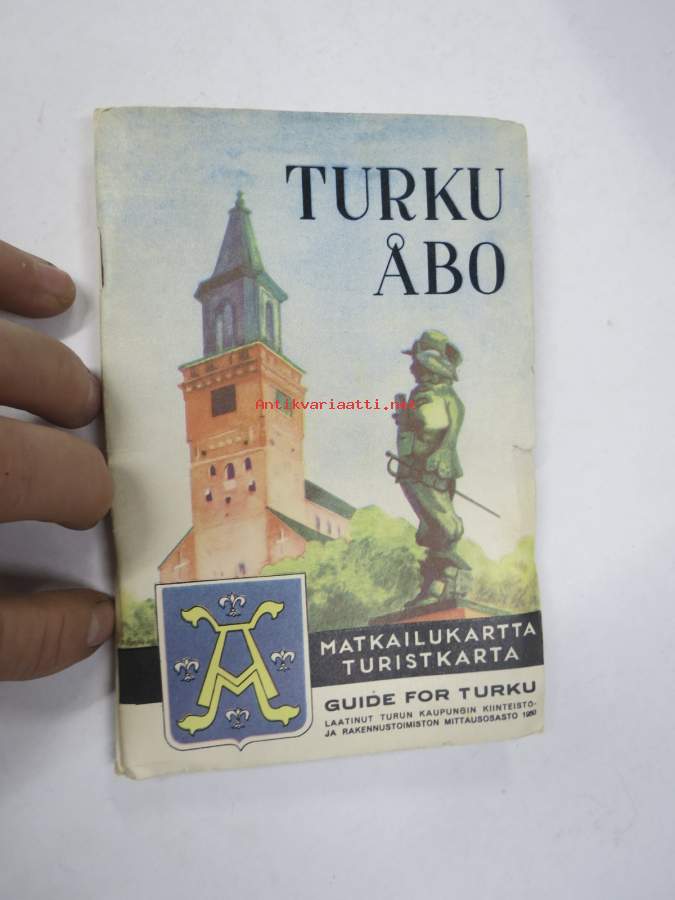 TURKU
ÅBO
Antikvariaatti.net
MATKAILUKARTTA
TURISTKARTA
GUIDE FOR TURKU
LAATINUT TURUN KAUPUNGIN KIINTEISTÖ-
JA RAKENNUSTOIMISTON MITTAUSOSASTO